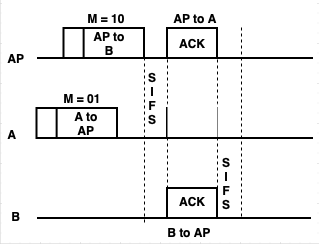 M = 10
AP to A
AP to
B
ACK
AP
S
I
F
S
M = 01
A to
AP
A
S
I
F
S
ACK
B
B to AP